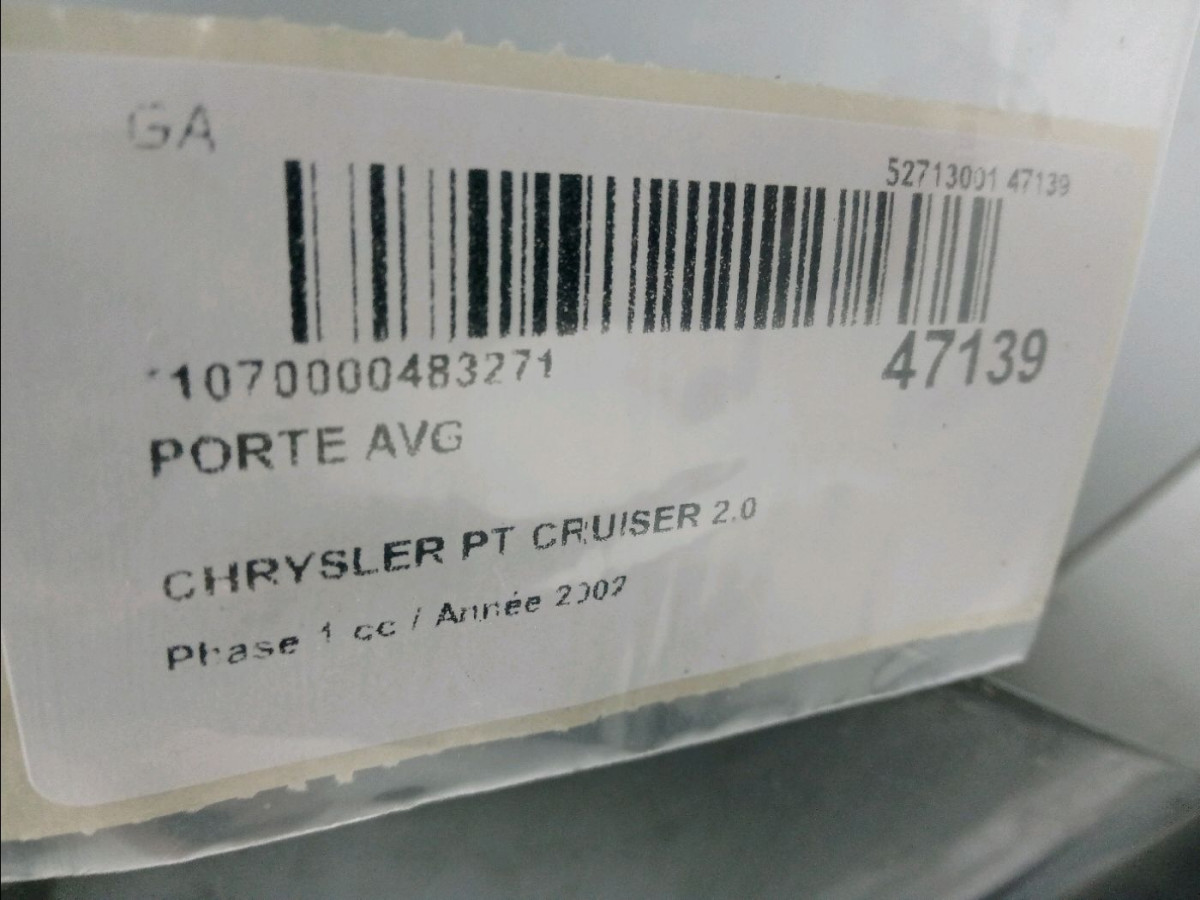 GA
52713001 47139
*1070000483271
47139
PORTE AVG
CHRYSLER PT CRUISER 2.0
Phase 1 cc / Année 2002